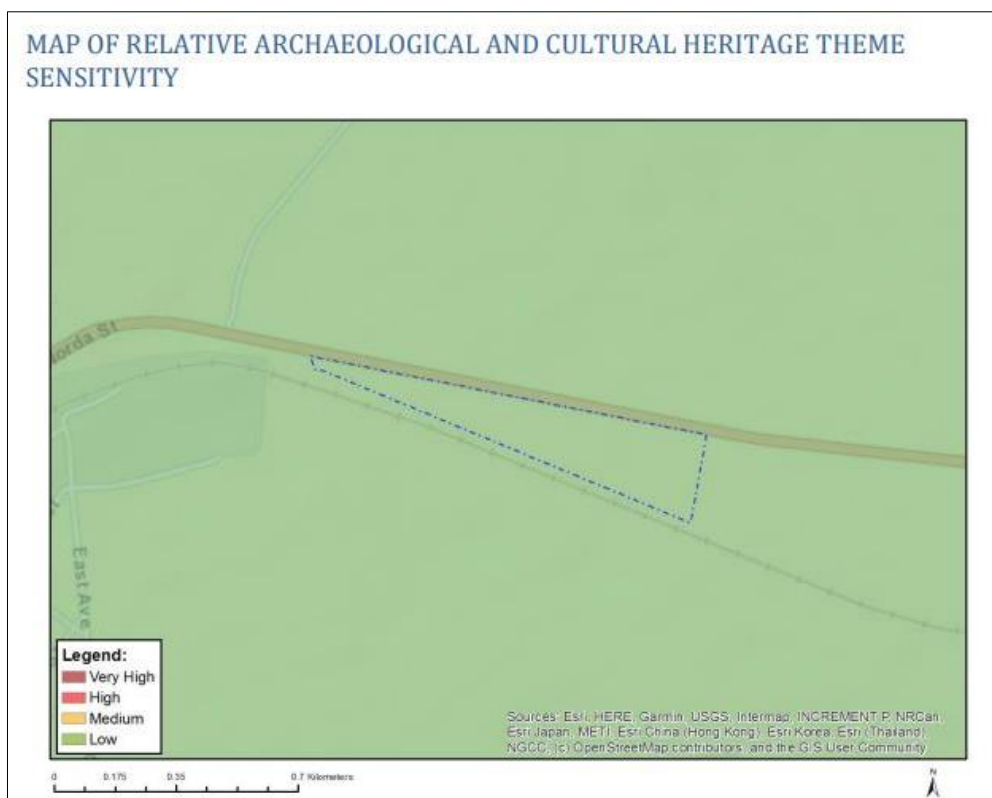 MAP OF RELATIVE ARCHAEOLOGICAL AND CULTURAL HERITAGE THEME
SENSITIVITY
orda St
East Ave
Legend:
Very High
High
Medium
Low
Sources: Esri, HERE, Garmin, USGS, Intermap, INCREMENT P, NRCan,
Esri Japan, METI, Esri China (Hong Kong), Esri Korea, Esri (Thailand),
NGCC, (c) OpenStreetMap contributors, and the GIS User Community
0 0.175 0.35 0.7 Kilometers
N